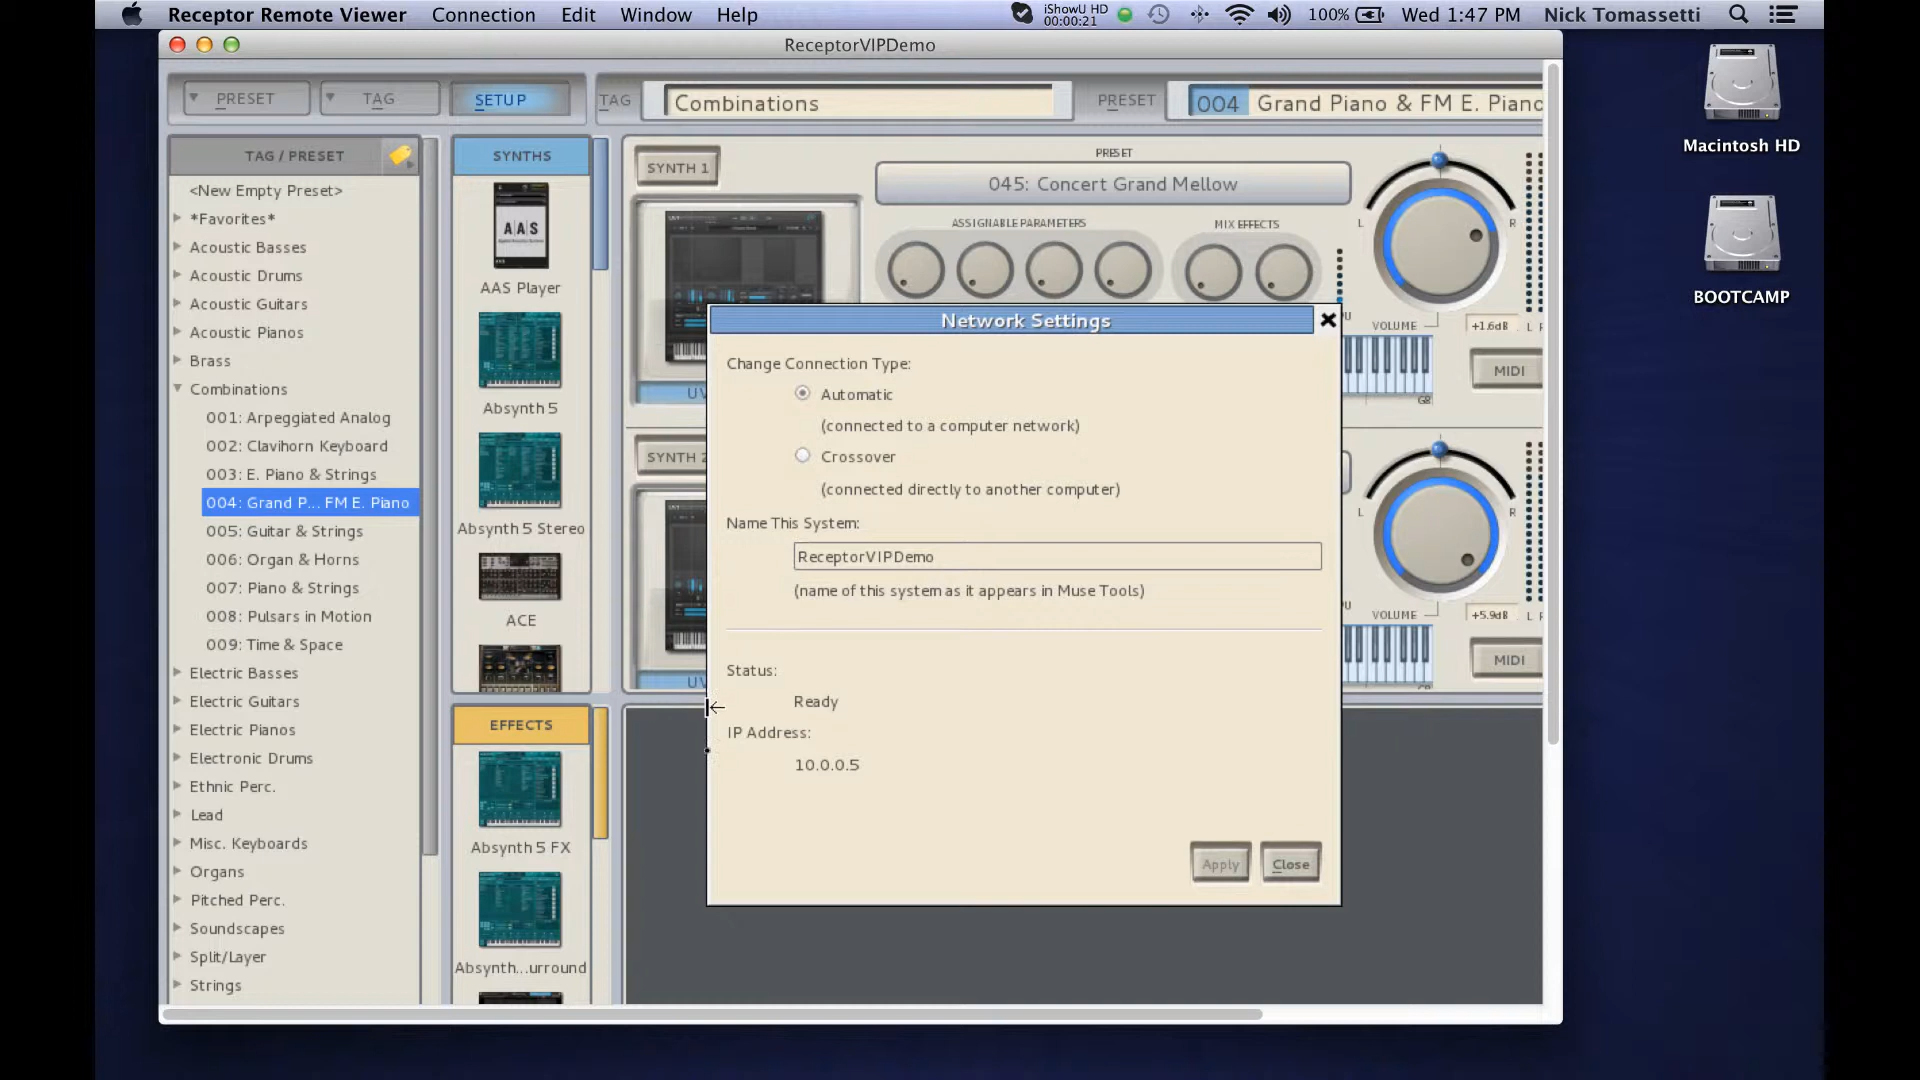 Receptor Remote Viewer Connection Edit Window Help
iShowU HD
00:00:21
100% Wed 1:47 PM Nick Tomassetti
ReceptorVIPDemo
PRESET TAG SETUP TAG Combinations PRESET 004 Grand Piano & FM E. Piano
Macintosh HD
BOOTCAMP
TAG / PRESET
<New Empty Preset>
*Favorites*
Acoustic Basses
Acoustic Drums
Acoustic Guitars
Acoustic Pianos
Brass
Combinations
001: Arpeggiated Analog
002: Clavihorn Keyboard
003: E. Piano & Strings
004: Grand P... FM E. Piano
005: Guitar & Strings
006: Organ & Horns
007: Piano & Strings
008: Pulsars in Motion
009: Time & Space
Electric Basses
Electric Guitars
Electric Pianos
Electronic Drums
Ethnic Perc.
Lead
Misc. Keyboards
Organs
Pitched Perc.
Soundscapes
Split/Layer
Strings
SYNTHS
AAS
AAS Player
Absynth 5
Absynth 5 Stereo
ACE
EFFECTS
Absynth 5 FX
Absynth...urround
SYNTH 1
PRESET
045: Concert Grand Mellow
ASSIGNABLE PARAMETERS
MIX EFFECTS
L R
VOLUME +1.6dB L R
MIDI
G8
SYNTH 2
L R
VOLUME +5.9dB L R
MIDI
Network Settings
Change Connection Type:
Automatic
(connected to a computer network)
Crossover
(connected directly to another computer)
Name This System:
ReceptorVIPDemo
(name of this system as it appears in Muse Tools)
Status:
Ready
IP Address:
10.0.0.5
Apply Close